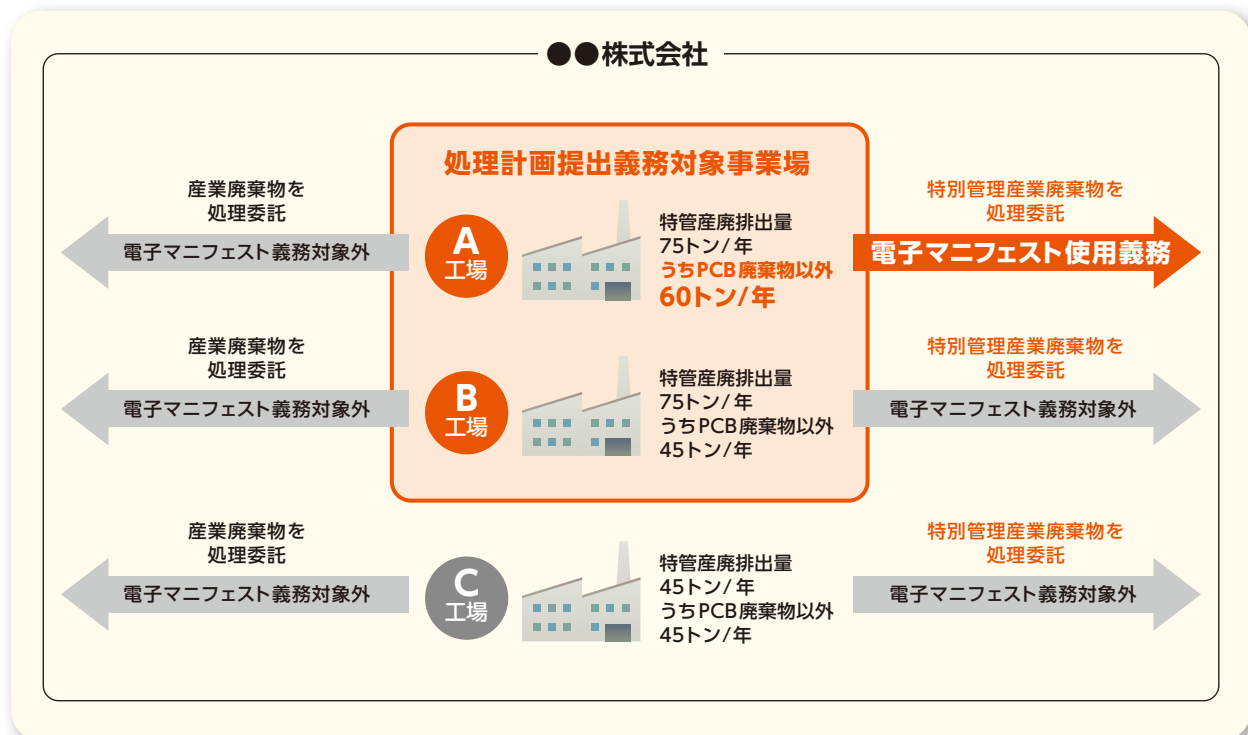 ●●株式会社
処理計画提出義務対象事業場
産業廃棄物を
処理委託
電子マニフェスト義務対象外
A
工場
特管産廃排出量
75トン/年
うちPCB廃棄物以外
60トン/年
特別管理産業廃棄物を
処理委託
電子マニフェスト使用義務
産業廃棄物を
処理委託
電子マニフェスト義務対象外
B
工場
特管産廃排出量
75トン/年
うちPCB廃棄物以外
45トン/年
特別管理産業廃棄物を
処理委託
電子マニフェスト義務対象外
産業廃棄物を
処理委託
電子マニフェスト義務対象外
C
工場
特管産廃排出量
45トン/年
うちPCB廃棄物以外
45トン/年
特別管理産業廃棄物を
処理委託
電子マニフェスト義務対象外